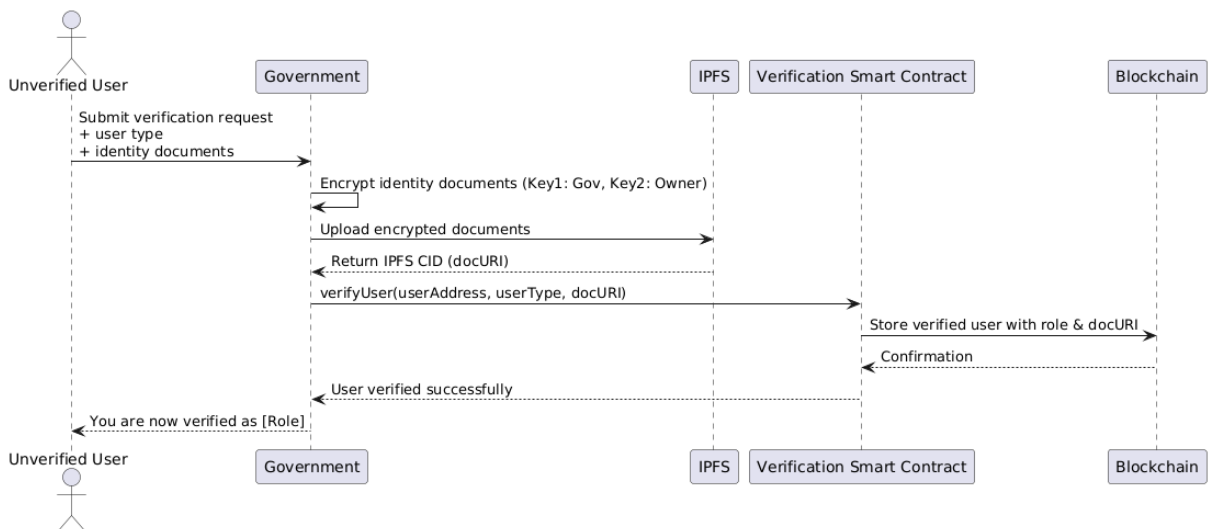 Unverified User
Government
IPFS
Verification Smart Contract
Blockchain
Submit verification request
+ user type
+ identity documents
Encrypt identity documents (Key1: Gov, Key2: Owner)
Upload encrypted documents
Return IPFS CID (docURI)
verifyUser(userAddress, userType, docURI)
Store verified user with role & docURI
Confirmation
User verified successfully
You are now verified as [Role]
Unverified User
Government
IPFS
Verification Smart Contract
Blockchain